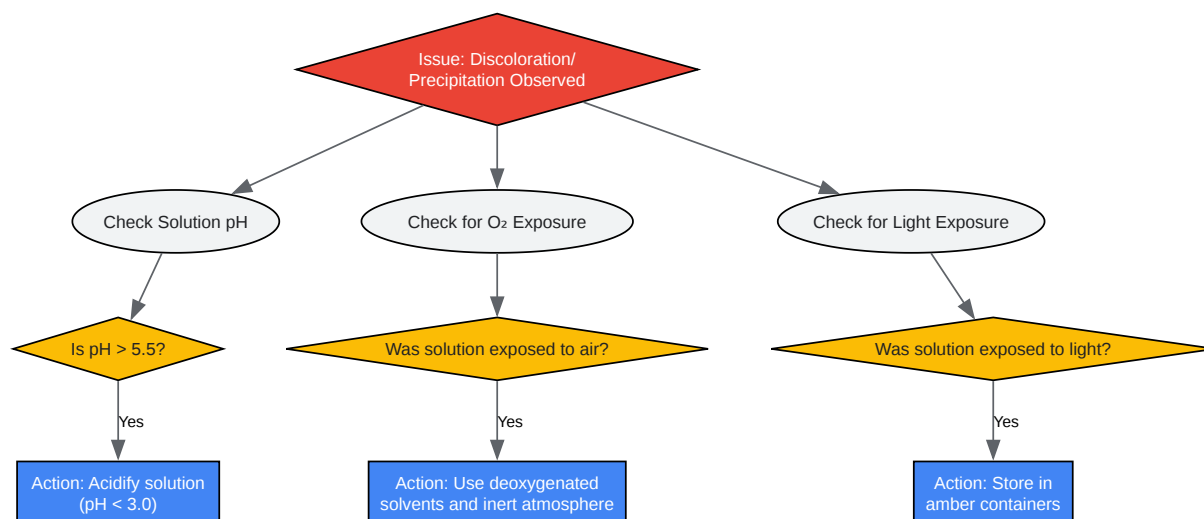 Issue: Discoloration/
Precipitation Observed
Check Solution pH
Check for O₂ Exposure
Check for Light Exposure
Is pH > 5.5?
Was solution exposed to air?
Was solution exposed to light?
Yes
Yes
Yes
Action: Acidify solution
(pH < 3.0)
Action: Use deoxygenated
solvents and inert atmosphere
Action: Store in
amber containers